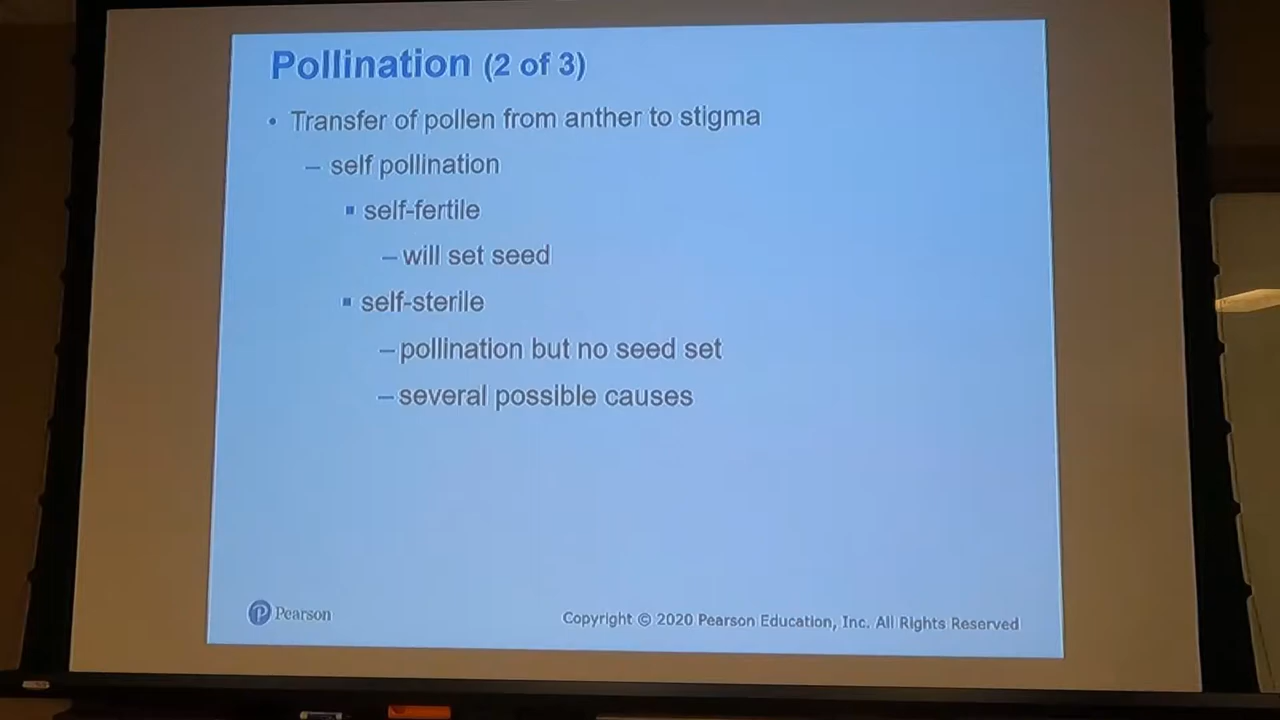 Pollination (2 of 3)
• Transfer of pollen from anther to stigma
– self pollination
▪ self-fertile
– will set seed
▪ self-sterile
– pollination but no seed set
– several possible causes
P Pearson
Copyright © 2020 Pearson Education, Inc. All Rights Reserved